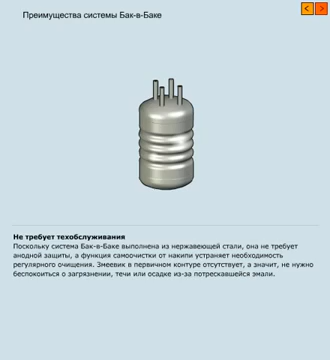 Преимущества системы Бак-в-Баке
Не требует техобслуживания
Поскольку система Бак-в-Баке выполнена из нержавеющей стали, она не требует
анодной защиты, а функция самоочистки от накипи устраняет необходимость
регулярного очищения. Змеевик в первичном контуре отсутствует, а значит, не нужно
беспокоиться о загрязнении, течи или осадке из-за потрескавшейся эмали.